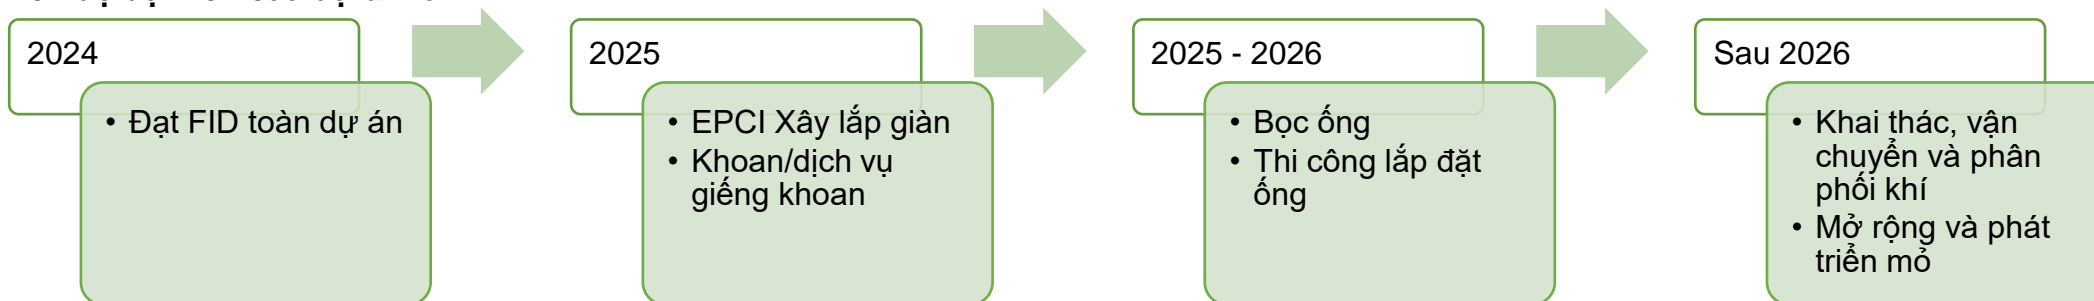 2024
• Đạt FID toàn dự án
2025
• EPCI Xây lắp giàn
• Khoan/dịch vụ
giếng khoan
2025 - 2026
• Bọc ống
• Thi công lắp đặt
ống
Sau 2026
• Khai thác, vận
chuyển và phân
phối khí
• Mở rộng và phát
triển mỏ